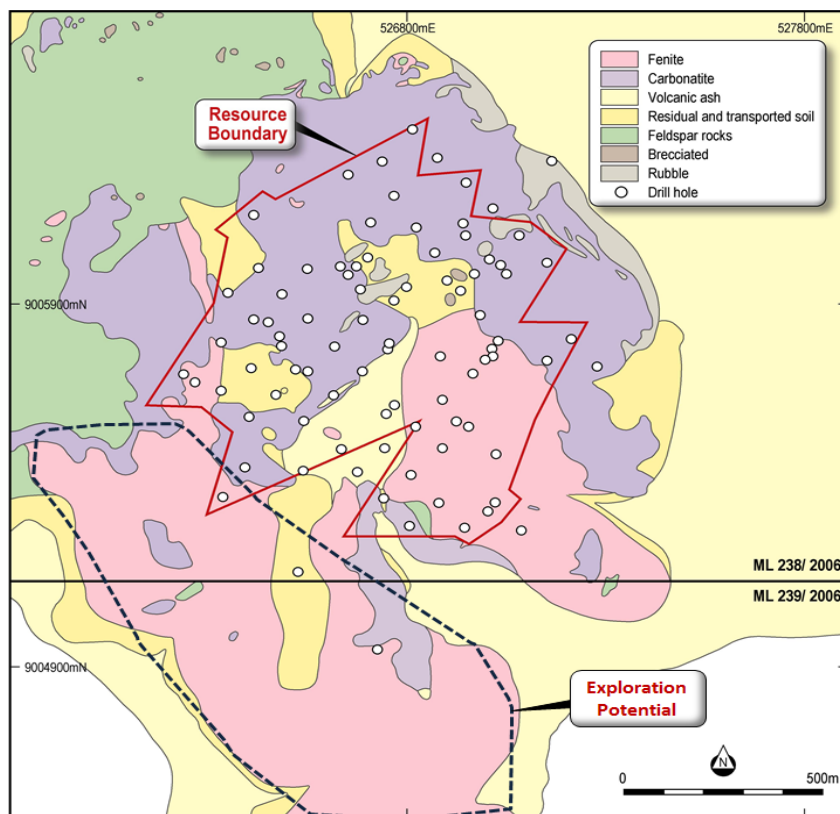 526800mE
527800mE
Fenite
Carbonatite
Volcanic ash
Residual and transported soil
Feldspar rocks
Brecciated
Rubble
Drill hole
Resource
Boundary
9005900mN
ML 238/ 2006
ML 239/ 2006
9004900mN
Exploration
Potential
N
0
500m